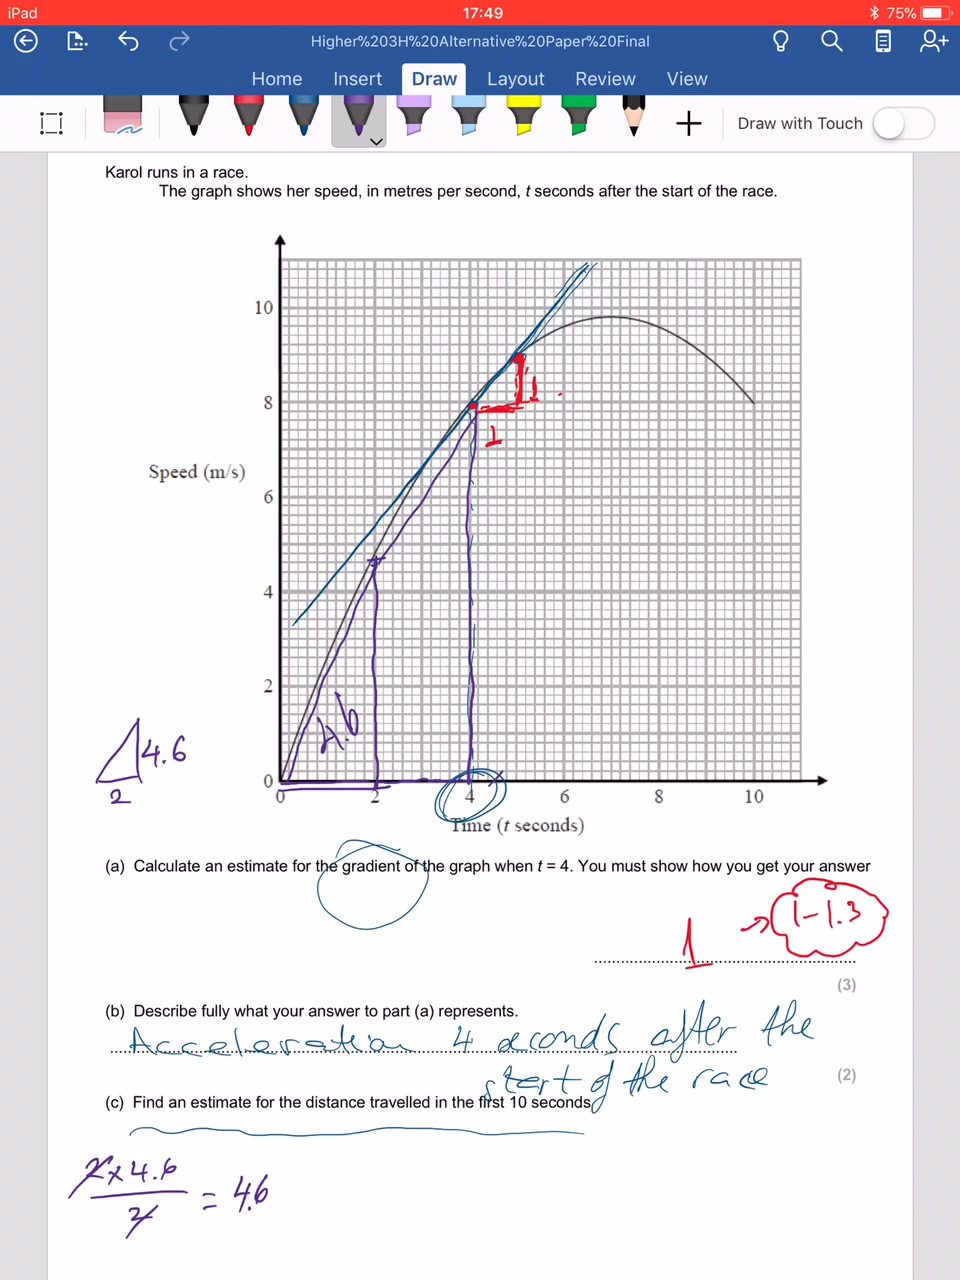 iPad 17:49 75%
Higher%203H%20Alternative%20Paper%20Final
Home Insert Draw Layout Review View
Draw with Touch
Karol runs in a race.
The graph shows her speed, in metres per second, t seconds after the start of the race.
10
8
1
1
Speed (m/s)
6
4
2
4.6
4.6
2
0
0 2 4 6 8 10
Time (t seconds)
(a) Calculate an estimate for the gradient of the graph when t = 4. You must show how you get your answer
1 → 1-1.3
(3)
(b) Describe fully what your answer to part (a) represents.
Acceleration 4 seconds after the
start of the race
(2)
(c) Find an estimate for the distance travelled in the first 10 seconds
2 x 4.6
2
= 4.6